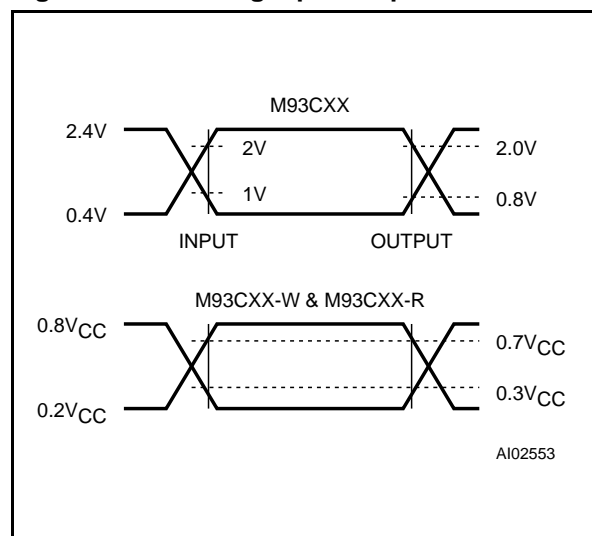 M93CXX
2.4V
2V
2.0V
1V
0.8V
0.4V
INPUT OUTPUT
M93CXX-W & M93CXX-R
0.8VCC
0.7VCC
0.3VCC
0.2VCC
AI02553